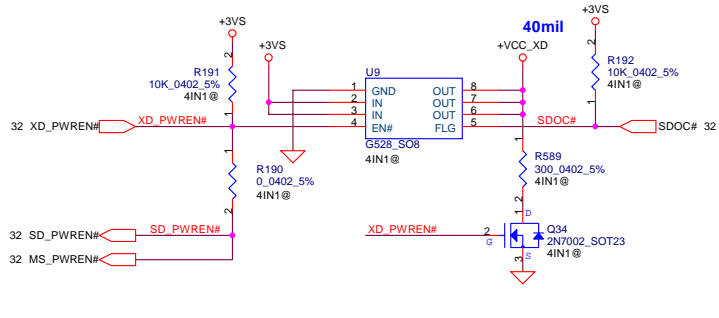 40mil
+3VS
+3VS
+VCC_XD
+3VS
R191
10K_0402_5%
4IN1@
2
1
U9
1 GND OUT 8
2 IN OUT 7
3 IN OUT 6
4 EN# FLG 5
G528_SO8
4IN1@
R192
10K_0402_5%
4IN1@
2
1
32 XD_PWREN# XD_PWREN#
SDOC# SDOC# 32
1
R190
0_0402_5%
4IN1@
2
1
R589
300_0402_5%
4IN1@
2
32 SD_PWREN# SD_PWREN#
32 MS_PWREN#
XD_PWREN# 2 G
1 D
Q34
2N7002_SOT23
4IN1@
3 S